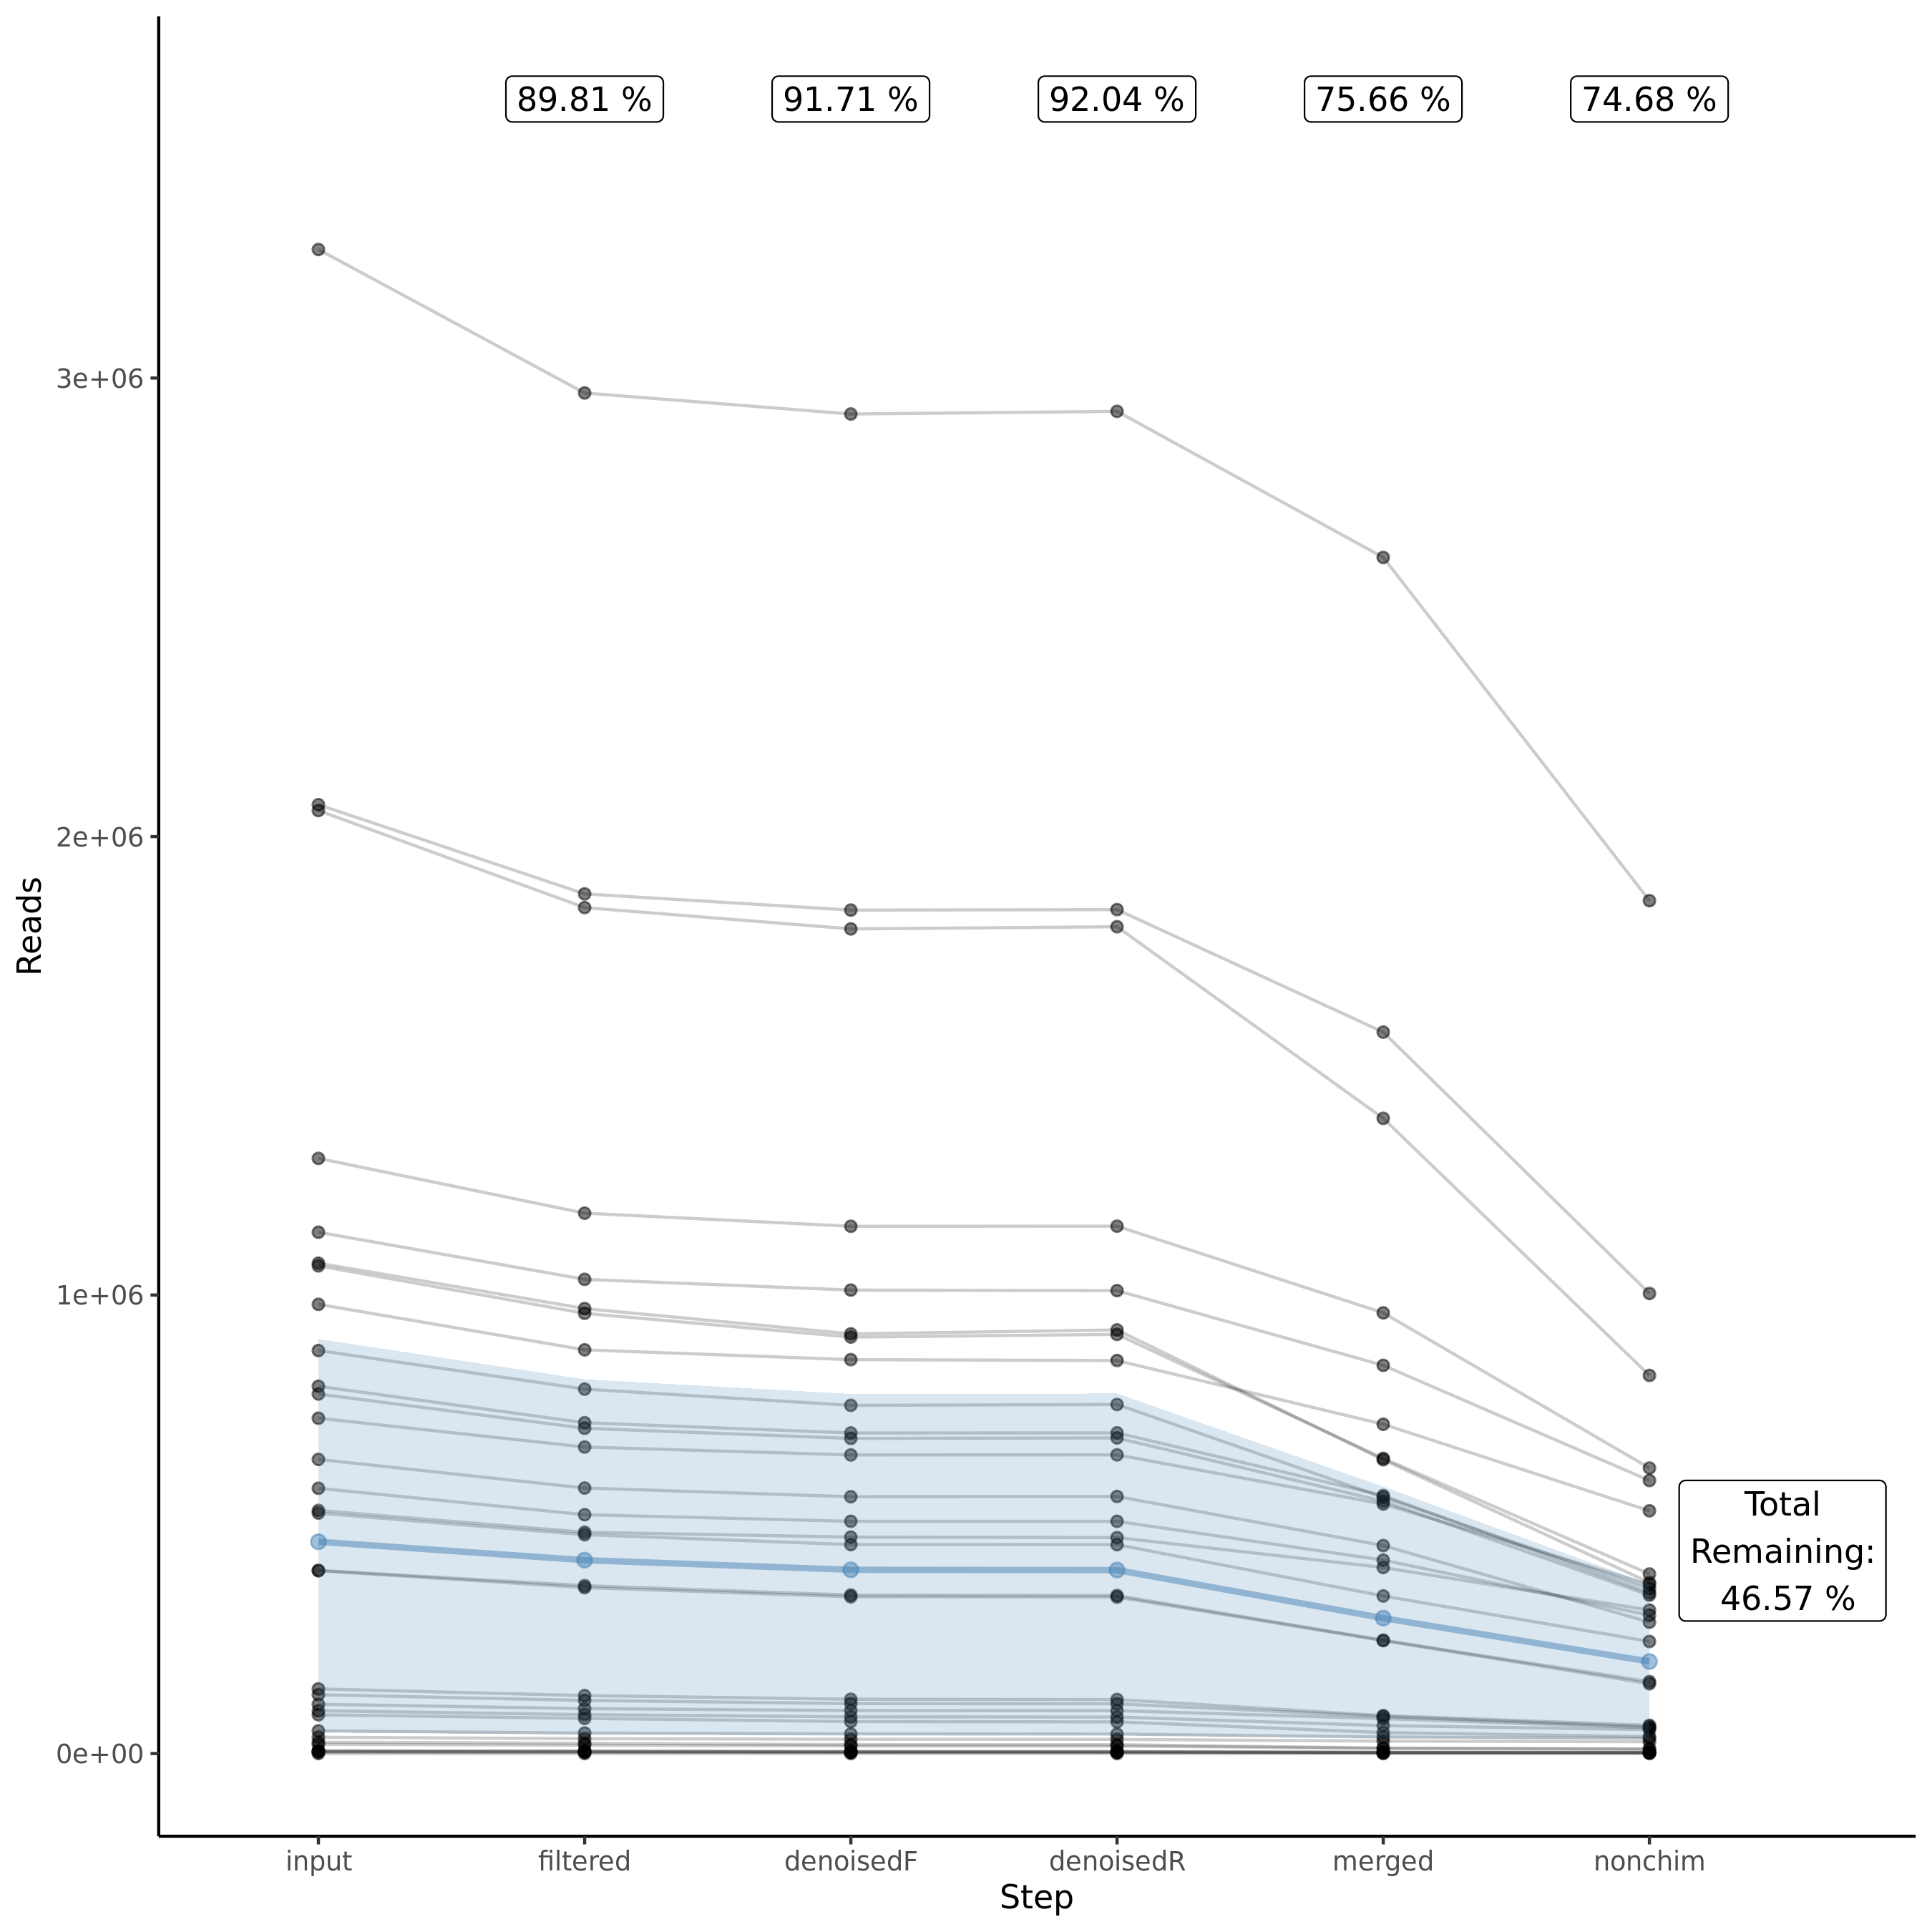 89.81 %
91.71 %
92.04 %
75.66 %
74.68 %
3e+06
2e+06
1e+06
0e+00
Reads
Total
Remaining:
46.57 %
input
filtered
denoisedF
denoisedR
merged
nonchim
Step